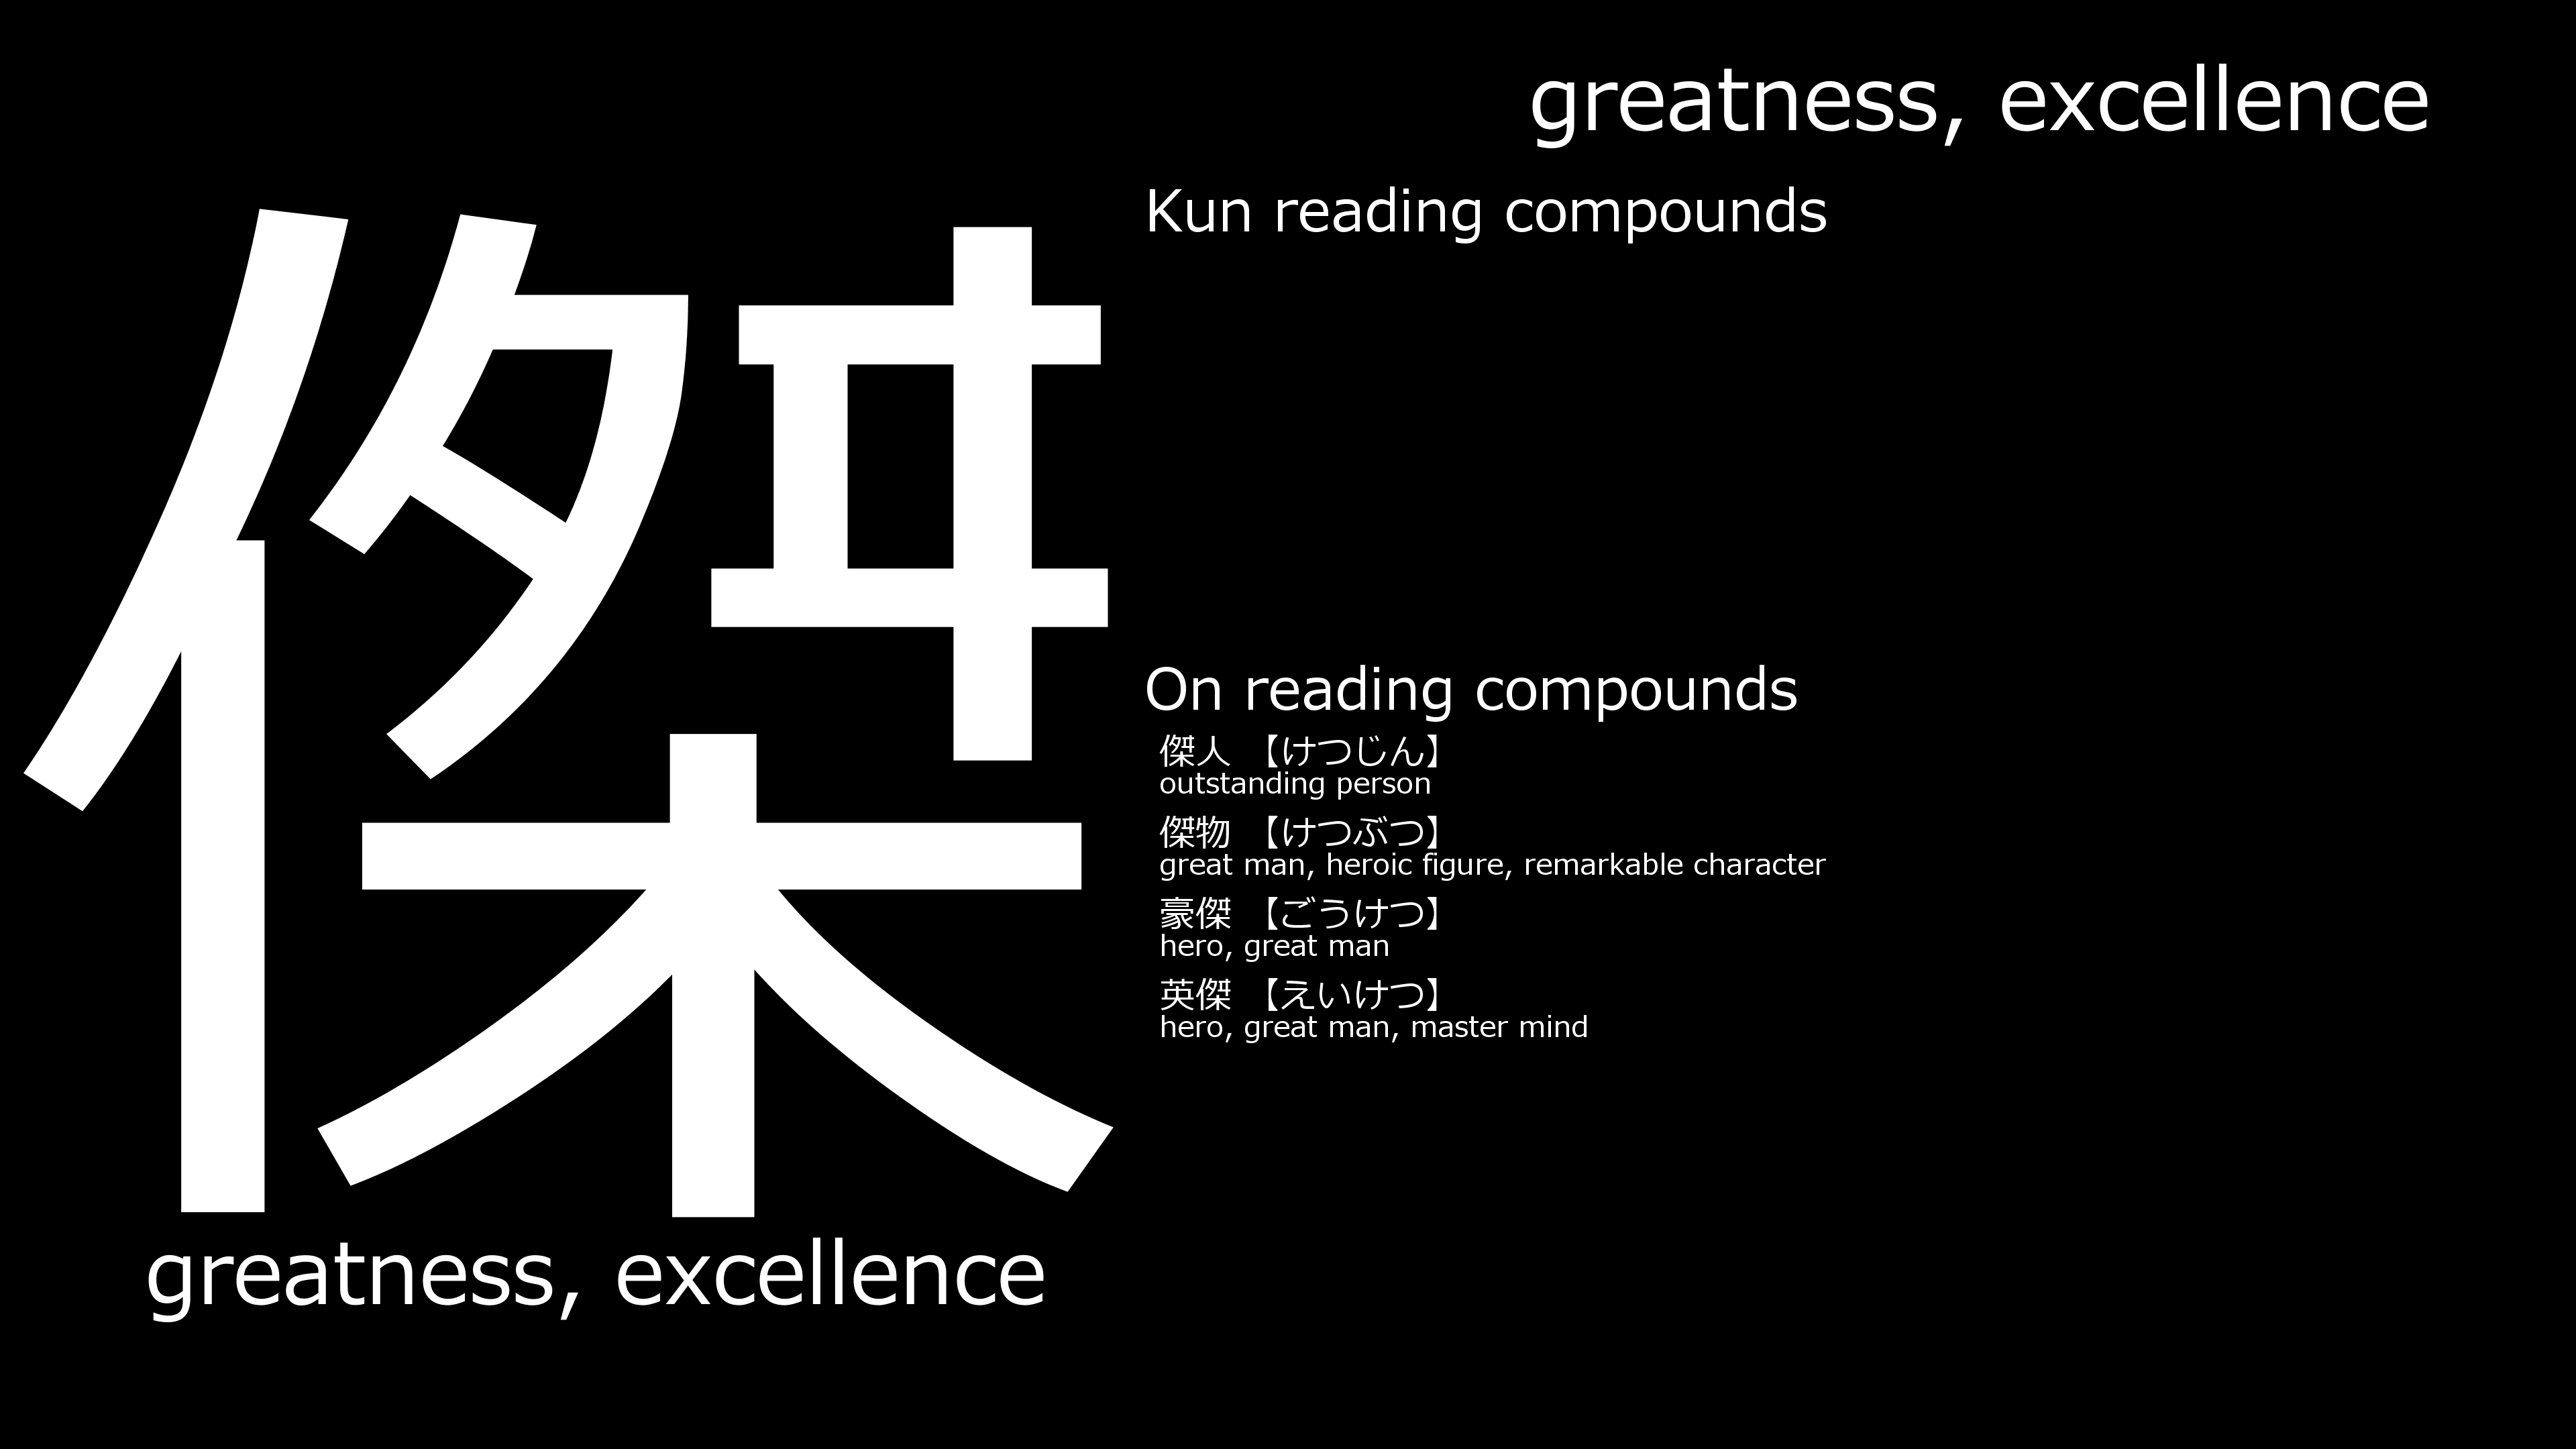 greatness, excellence
傑
greatness, excellence
Kun reading compounds
On reading compounds
傑人 【けつじん】
outstanding person
傑物 【けつぶつ】
great man, heroic figure, remarkable character
豪傑 【ごうけつ】
hero, great man
英傑 【えいけつ】
hero, great man, master mind